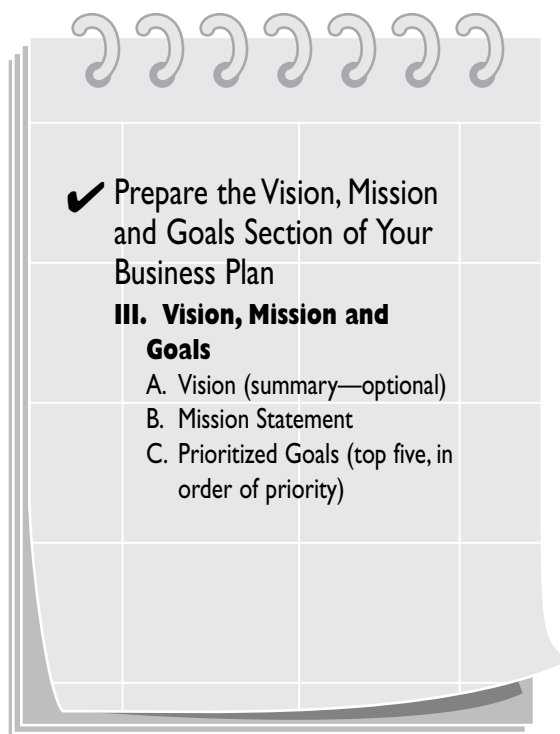 ✔ Prepare the Vision, Mission
and Goals Section of Your
Business Plan
III. Vision, Mission and
Goals
A. Vision (summary—optional)
B. Mission Statement
C. Prioritized Goals (top five, in
order of priority)